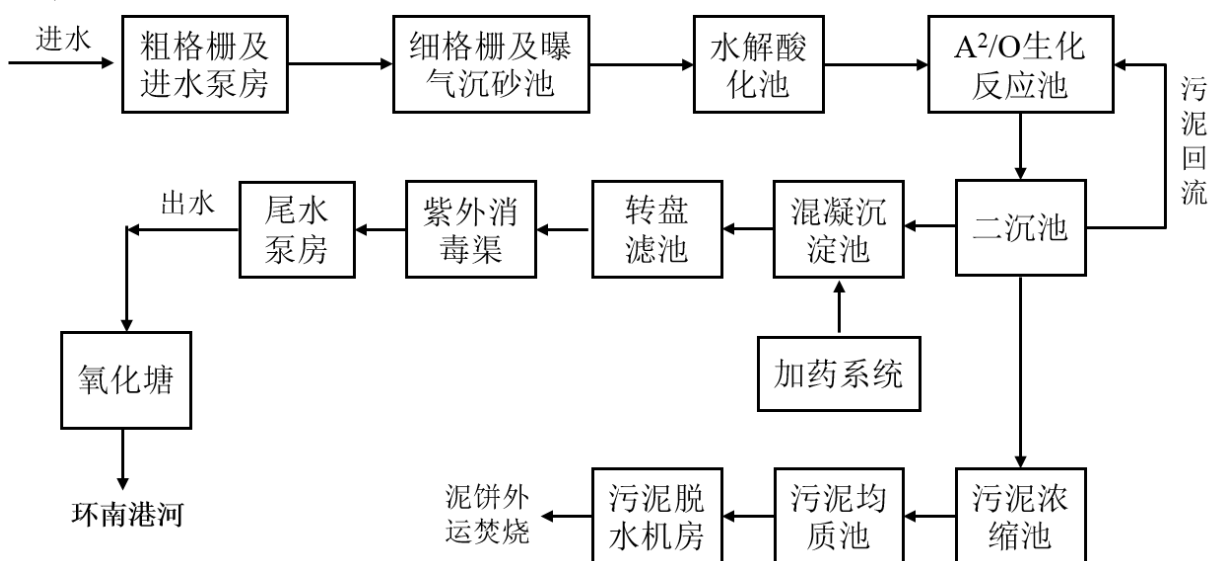 进水
粗格栅及
进水泵房
细格栅及曝
气沉砂池
水解酸
化池
A²/O生化
反应池
污
泥
回
流
出水
尾水
泵房
紫外消
毒渠
转盘
滤池
混凝沉
淀池
二沉池
氧化塘
加药系统
环南港河
泥饼外
运焚烧
污泥脱
水机房
污泥均
质池
污泥浓
缩池